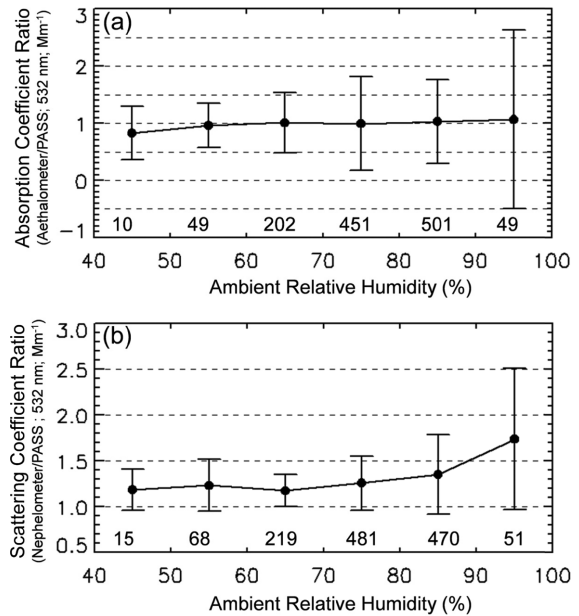 (a)
3
2
1
0
−1
Absorption Coefficient Ratio
(Aethalometer/PASS; 532 nm; Mm⁻¹)
10 49 202 451 501 49
40 50 60 70 80 90 100
Ambient Relative Humidity (%)
(b)
3.0
2.5
2.0
1.5
1.0
0.5
Scattering Coefficient Ratio
(Nephelometer/PASS ; 532 nm; Mm⁻¹)
15 68 219 481 470 51
40 50 60 70 80 90 100
Ambient Relative Humidity (%)